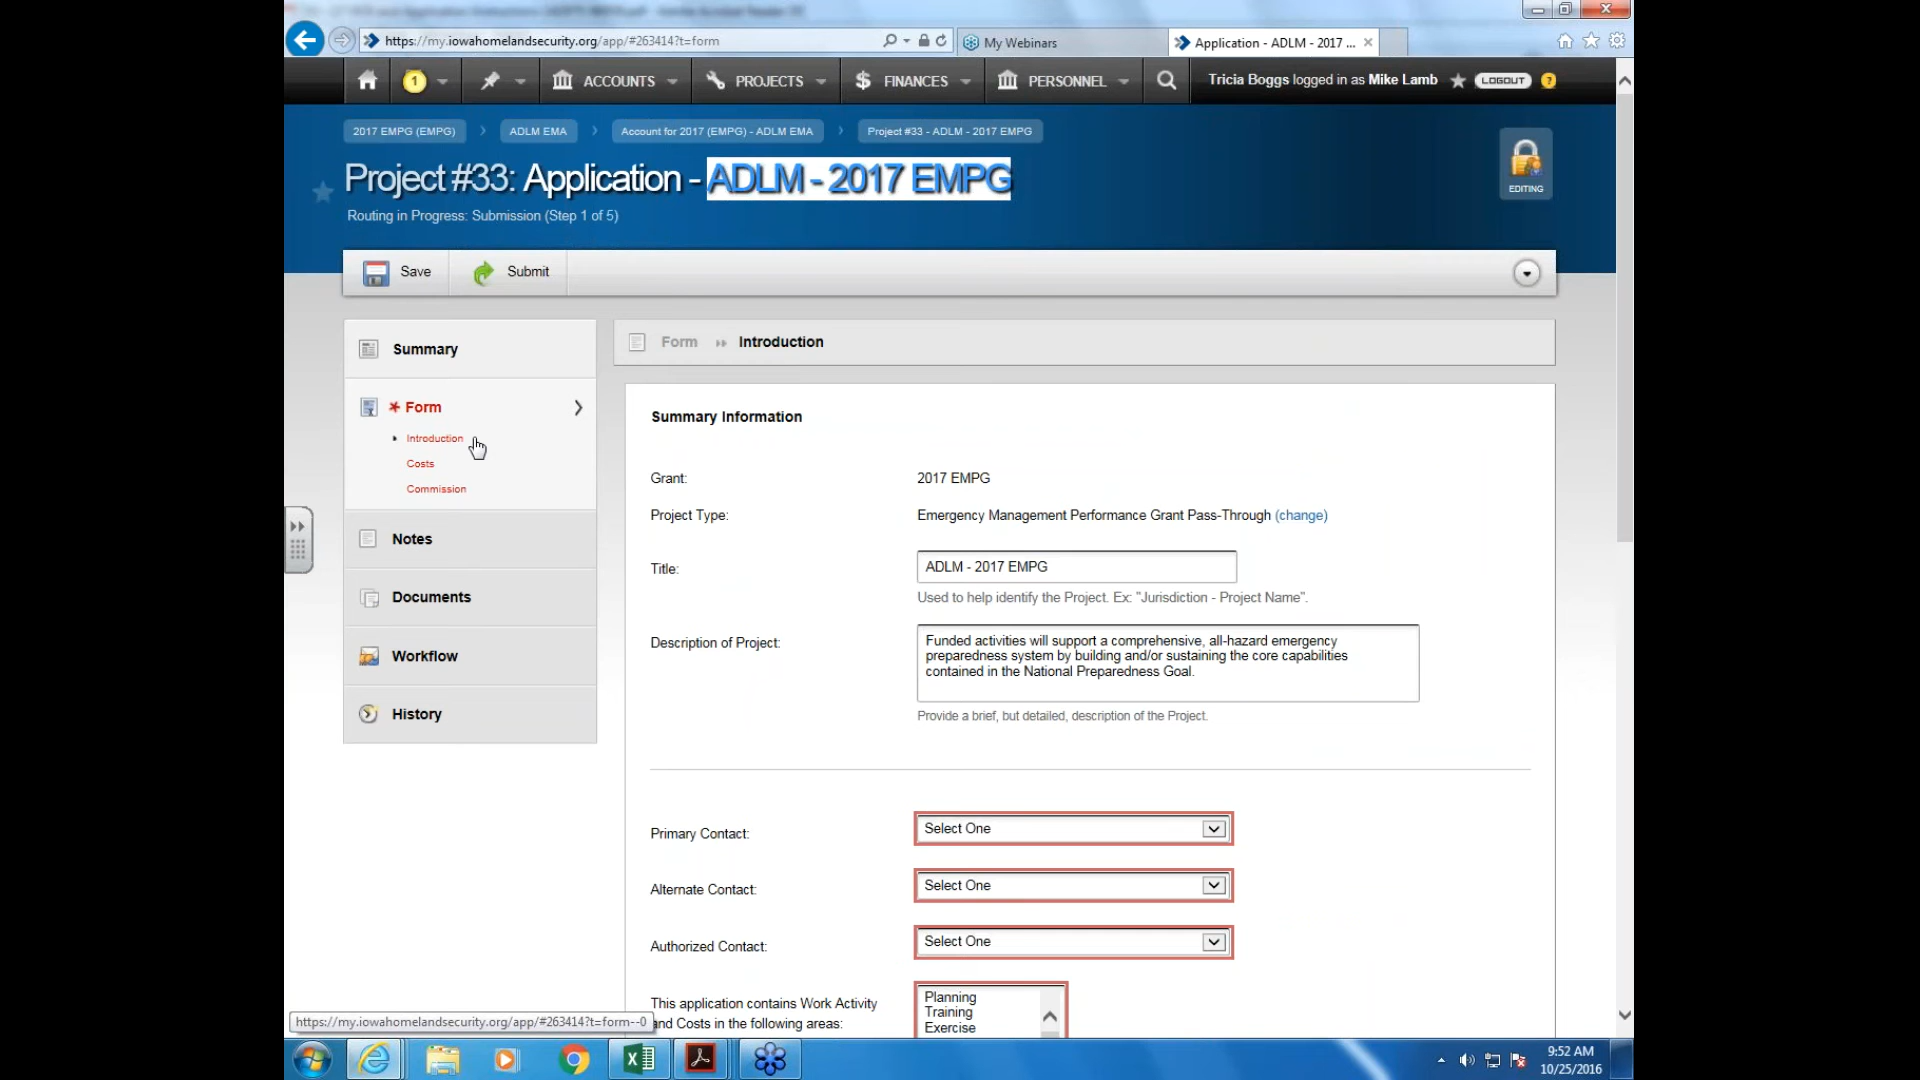 https://my.iowahomelandsecurity.org/app/#263414?t=form
My Webinars
Application - ADLM - 2017 ...
1
ACCOUNTS
PROJECTS
FINANCES
PERSONNEL
Tricia Boggs logged in as Mike Lamb
LOGOUT
?
2017 EMPG (EMPG)
ADLM EMA
Account for 2017 (EMPG) - ADLM EMA
Project #33 - ADLM - 2017 EMPG
Project #33: Application - ADLM - 2017 EMPG
Routing in Progress: Submission (Step 1 of 5)
EDITING
Save
Submit
Summary
* Form
Introduction
Costs
Commission
Notes
Documents
Workflow
History
Form
Introduction
Summary Information
Grant:
2017 EMPG
Project Type:
Emergency Management Performance Grant Pass-Through (change)
Title:
ADLM - 2017 EMPG
Used to help identify the Project. Ex: "Jurisdiction - Project Name".
Description of Project:
Funded activities will support a comprehensive, all-hazard emergency
preparedness system by building and/or sustaining the core capabilities
contained in the National Preparedness Goal.
Provide a brief, but detailed, description of the Project.
Primary Contact:
Select One
Alternate Contact:
Select One
Authorized Contact:
Select One
This application contains Work Activity
and Costs in the following areas:
Planning
Training
Exercise
https://my.iowahomelandsecurity.org/app/#263414?t=form--0
9:52 AM
10/25/2016